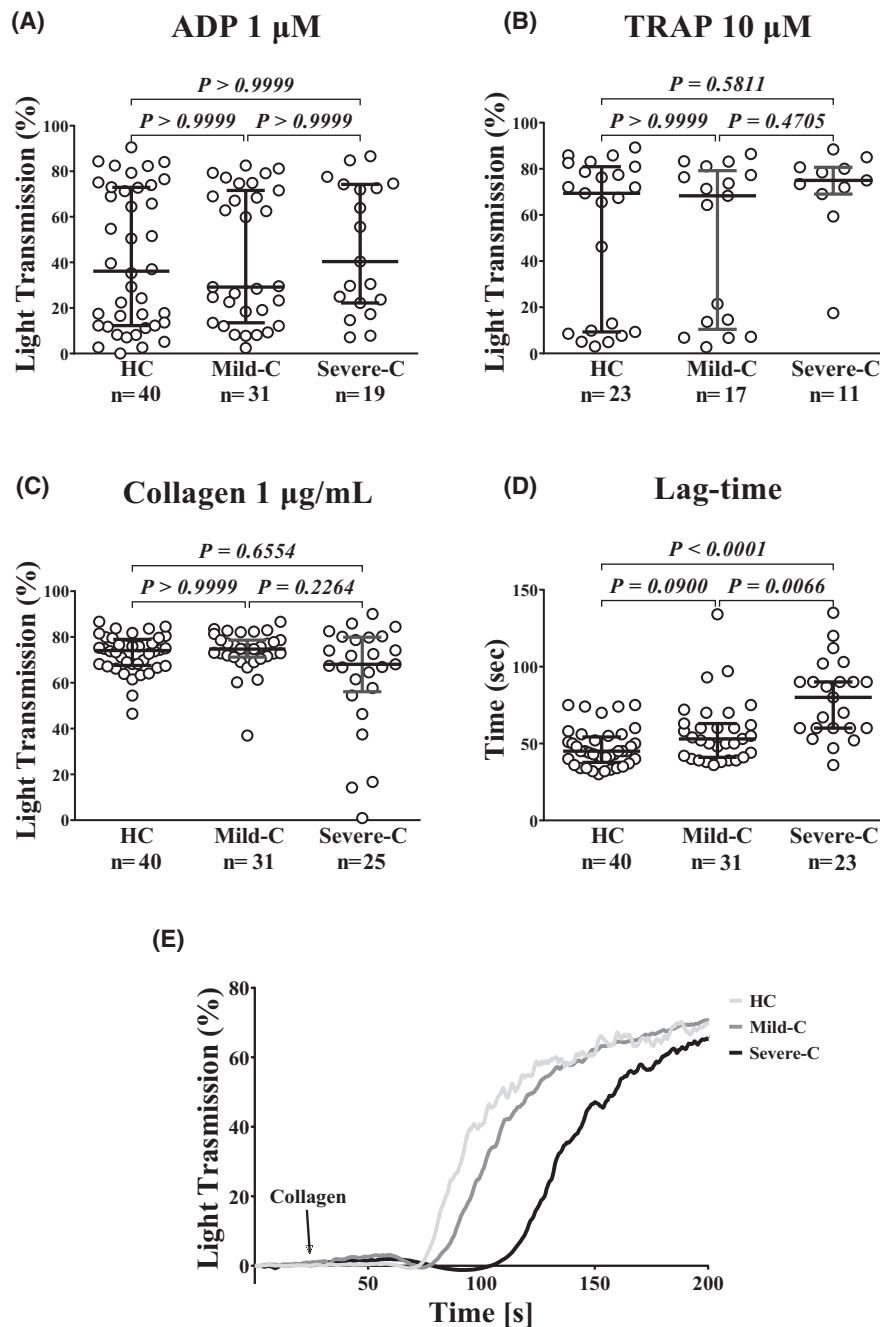 (A)
ADP 1 μM
P > 0.9999
P > 0.9999
P > 0.9999
Light Transmission (%)
100
80
60
40
20
0
HC
Mild-C
Severe-C
n= 40
n= 31
n= 19
(B)
TRAP 10 μM
P = 0.5811
P > 0.9999
P = 0.4705
Light Transmission (%)
100
80
60
40
20
0
HC
Mild-C
Severe-C
n= 23
n= 17
n= 11
(C)
Collagen 1 μg/mL
P = 0.6554
P > 0.9999
P = 0.2264
Light Transmission (%)
100
80
60
40
20
0
HC
Mild-C
Severe-C
n= 40
n= 31
n= 25
(D)
Lag-time
P < 0.0001
P = 0.0900
P = 0.0066
Time (sec)
150
100
50
0
HC
Mild-C
Severe-C
n= 40
n= 31
n=23
(E)
Light Trasmission (%)
80
60
40
20
0
HC
Mild-C
Severe-C
Collagen
50
100
150
200
Time [s]